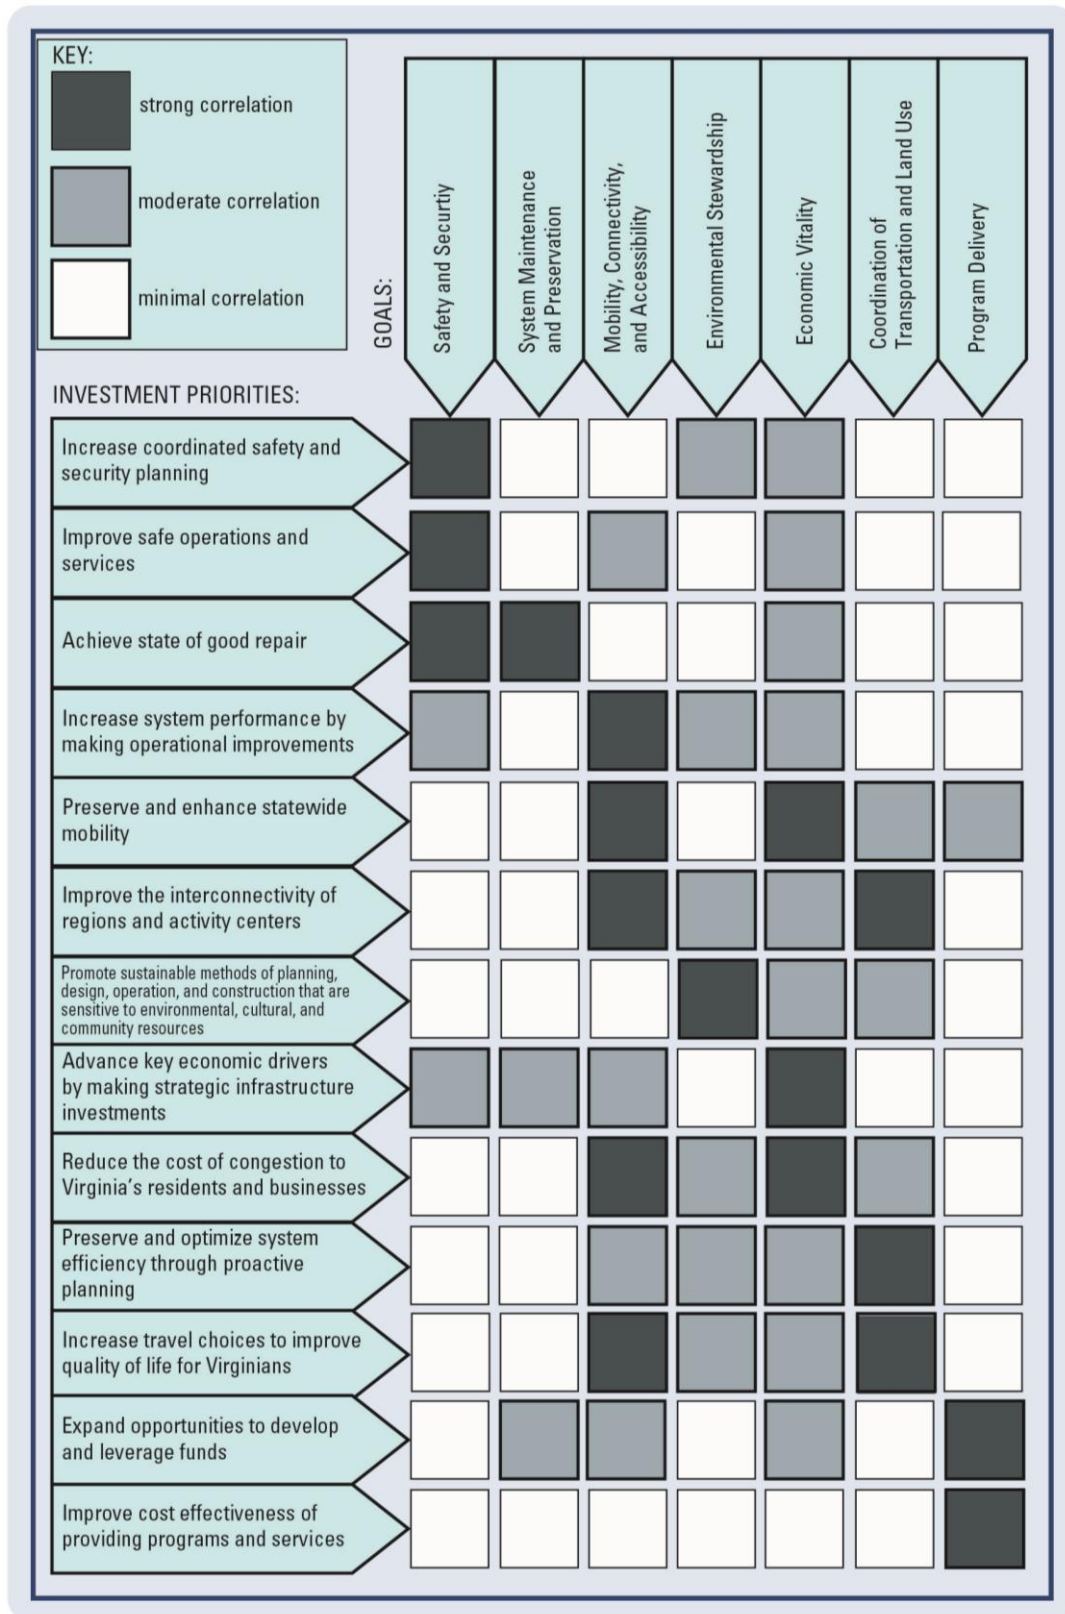 KEY:
strong correlation
moderate correlation
minimal correlation
GOALS:
Safety and Securtiy
System Maintenance
and Preservation
Mobility, Connectivity,
and Accessibility
Environmental Stewardship
Economic Vitality
Coordination of
Transportation and Land Use
Program Delivery
INVESTMENT PRIORITIES:
Increase coordinated safety and
security planning
Improve safe operations and
services
Achieve state of good repair
Increase system performance by
making operational improvements
Preserve and enhance statewide
mobility
Improve the interconnectivity of
regions and activity centers
Promote sustainable methods of planning,
design, operation, and construction that are
sensitive to environmental, cultural, and
community resources
Advance key economic drivers
by making strategic infrastructure
investments
Reduce the cost of congestion to
Virginia's residents and businesses
Preserve and optimize system
efficiency through proactive
planning
Increase travel choices to improve
quality of life for Virginians
Expand opportunities to develop
and leverage funds
Improve cost effectiveness of
providing programs and services